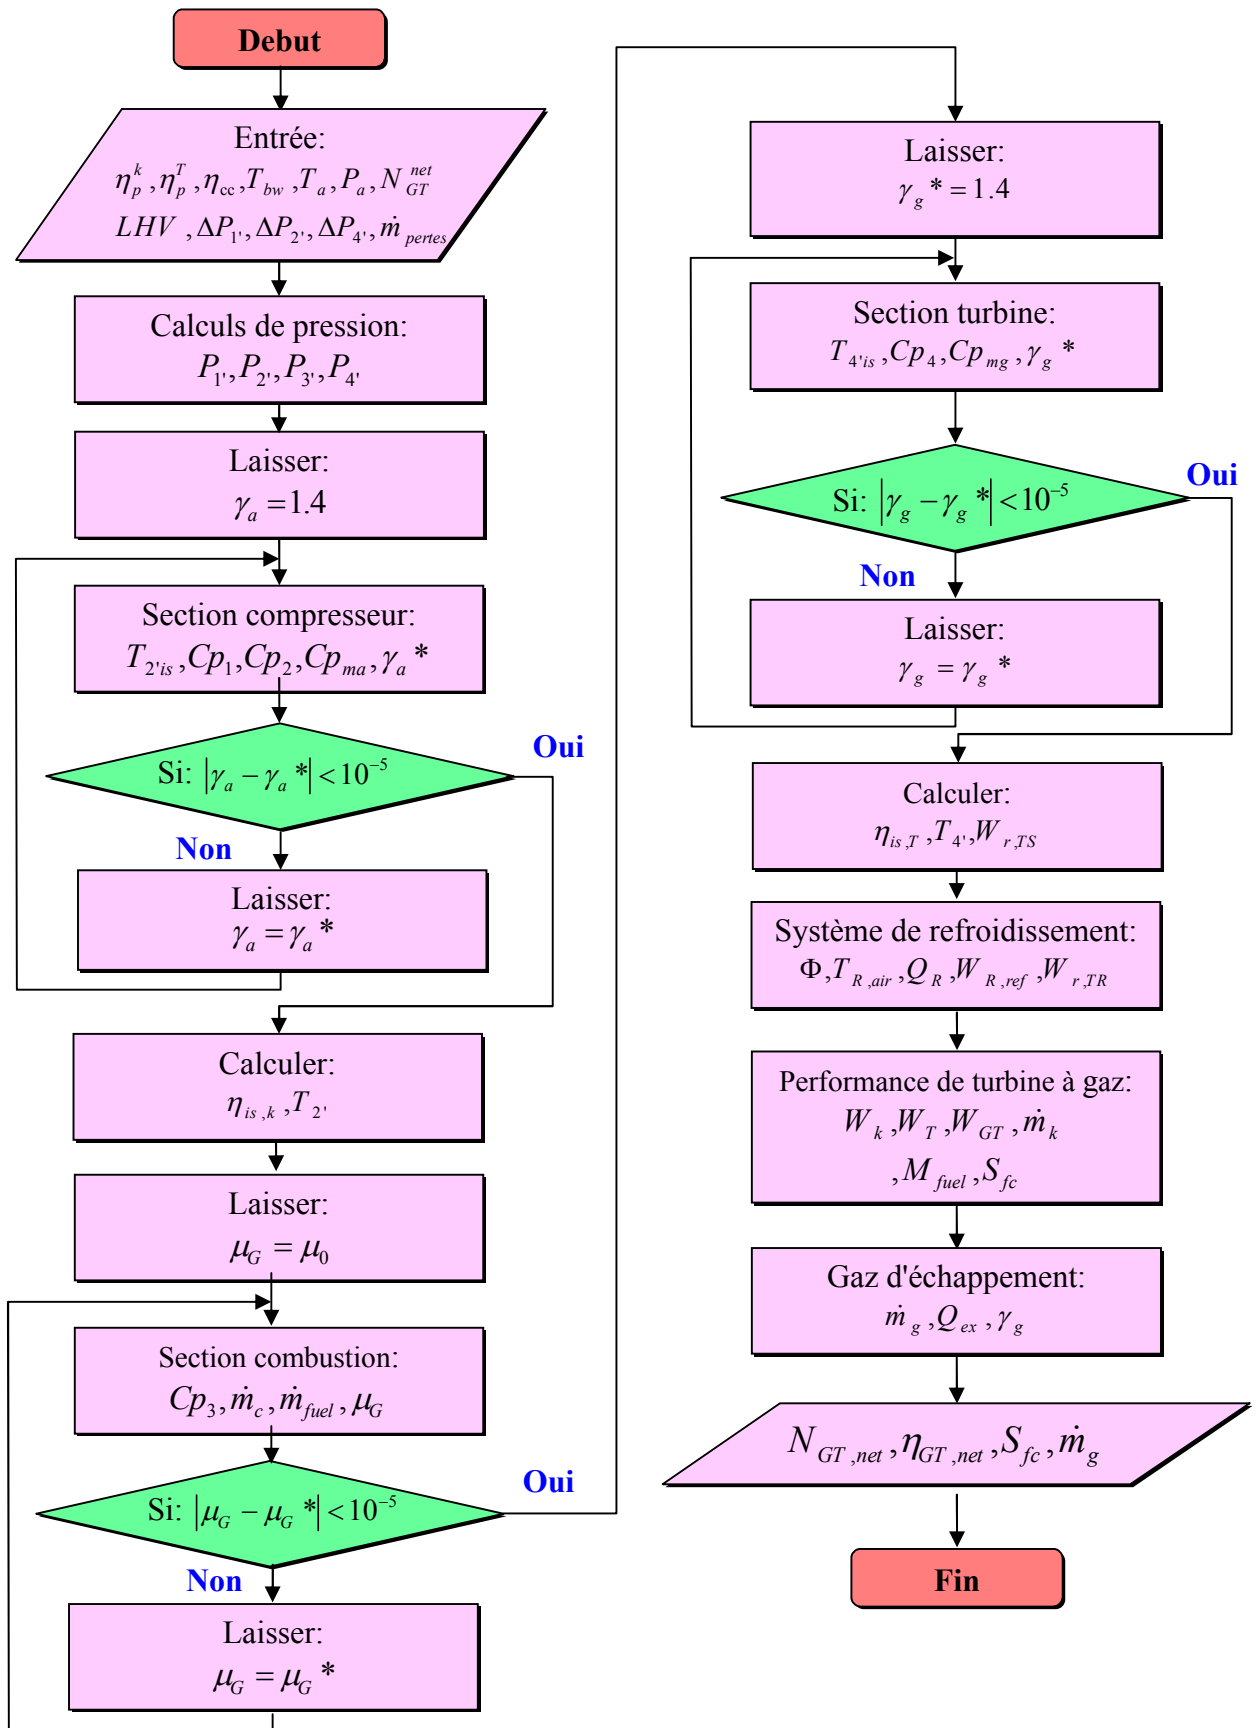 Debut
Entrée:
η_p^k, η_p^T, η_cc, T_bw, T_a, P_a, N_GT^net
LHV, ΔP_1', ΔP_2', ΔP_4', ṁ_pertes
Calculs de pression:
P_1', P_2', P_3', P_4'
Laisser:
γ_a = 1.4
Section compresseur:
T_2'is, Cp_1, Cp_2, Cp_ma, γ_a *
Si: |γ_a − γ_a *| < 10^−5
Oui
Non
Laisser:
γ_a = γ_a *
Calculer:
η_is,k, T_2'
Laisser:
μ_G = μ_0
Section combustion:
Cp_3, ṁ_c, ṁ_fuel, μ_G
Si: |μ_G − μ_G *| < 10^−5
Oui
Non
Laisser:
μ_G = μ_G *
Laisser:
γ_g * = 1.4
Section turbine:
T_4'is, Cp_4, Cp_mg, γ_g *
Si: |γ_g − γ_g *| < 10^−5
Oui
Non
Laisser:
γ_g = γ_g *
Calculer:
η_is,T, T_4', W_r,TS
Système de refroidissement:
Φ, T_R,air, Q_R, W_R,ref, W_r,TR
Performance de turbine à gaz:
W_k, W_T, W_GT, ṁ_k
, M_fuel, S_fc
Gaz d'échappement:
ṁ_g, Q_ex, γ_g
N_GT,net, η_GT,net, S_fc, ṁ_g
Fin